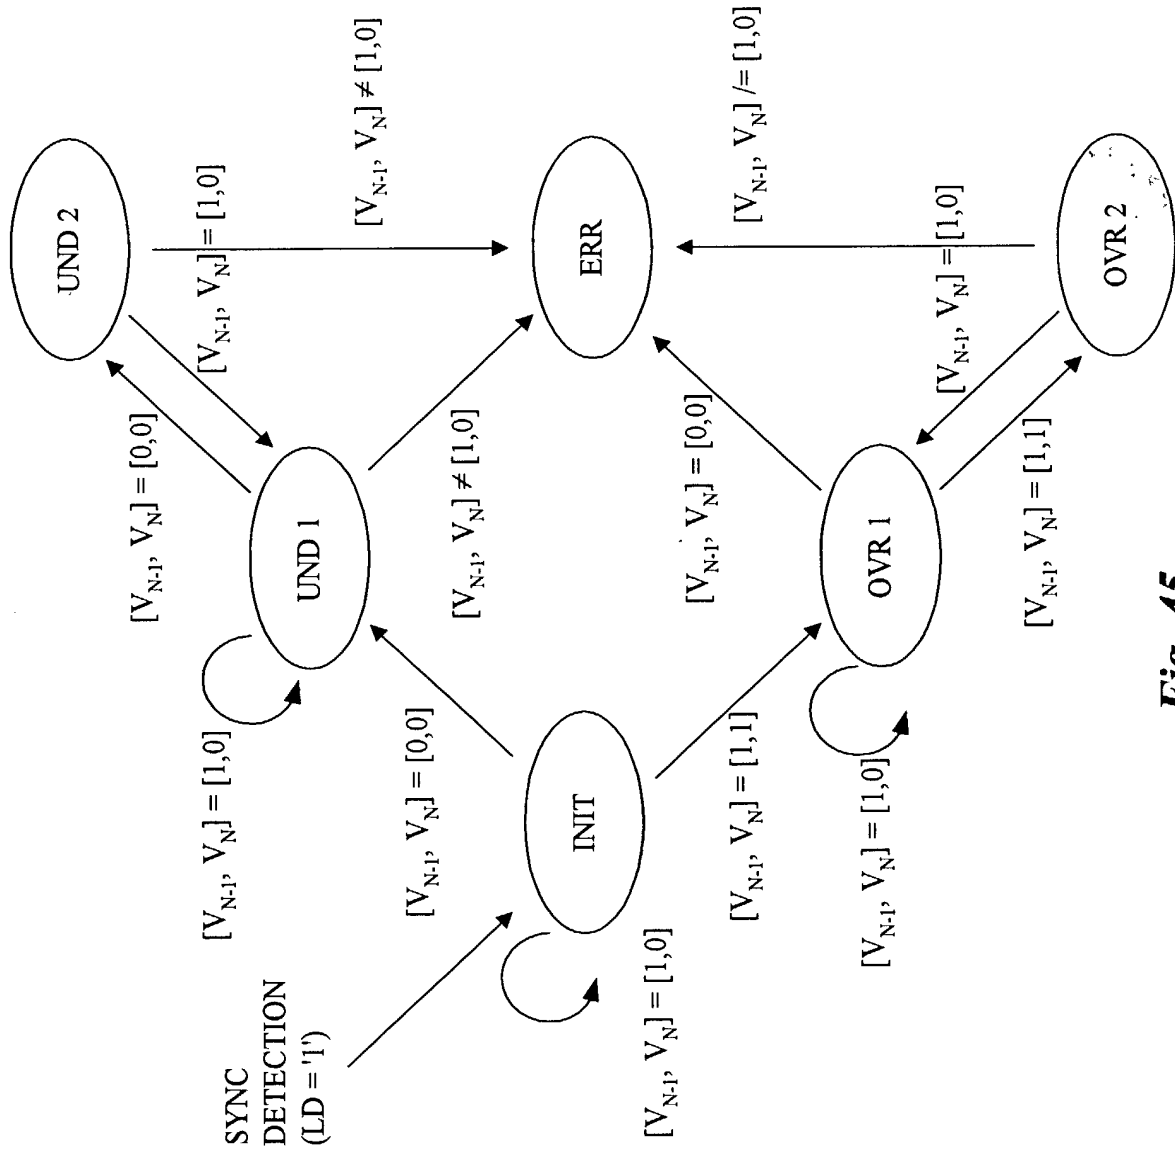 SYNC
DETECTION
(LD = '1')
[V_{N-1}, V_N] = [1,0]
INIT
[V_{N-1}, V_N] = [0,0]
[V_{N-1}, V_N] = [1,1]
[V_{N-1}, V_N] = [1,0]
UND 1
[V_{N-1}, V_N] = [0,0]
[V_{N-1}, V_N] = [1,0]
UND 2
[V_{N-1}, V_N] ≠ [1,0]
[V_{N-1}, V_N] ≠ [1,0]
ERR
[V_{N-1}, V_N] = [0,0]
[V_{N-1}, V_N] /= [1,0]
[V_{N-1}, V_N] = [1,0]
OVR 1
[V_{N-1}, V_N] = [1,0]
[V_{N-1}, V_N] = [1,1]
OVR 2
Fig. 45